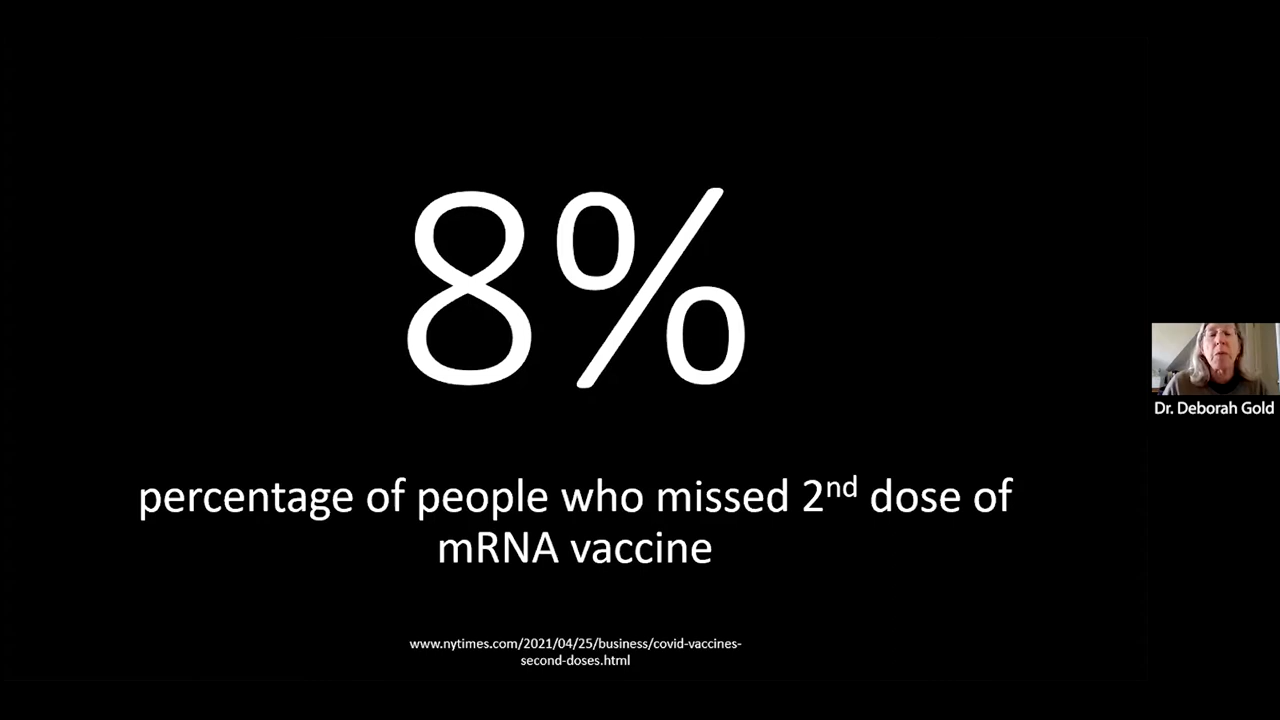 8%
percentage of people who missed 2nd dose of
mRNA vaccine
www.nytimes.com/2021/04/25/business/covid-vaccines-
second-doses.html
Dr. Deborah Gold